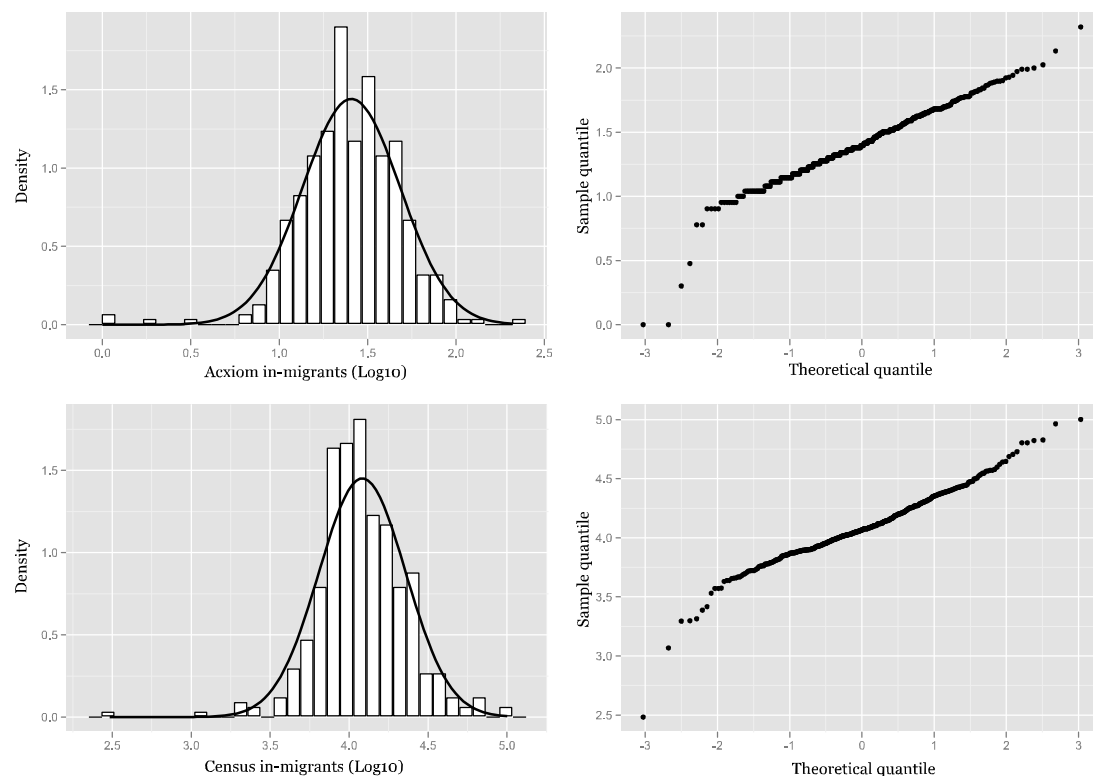 Density
1.5
1.0
0.5
0.0
0.0 0.5 1.0 1.5 2.0 2.5
Acxiom in-migrants (Log10)
Sample quantile
2.0
1.5
1.0
0.5
0.0
-3 -2 -1 0 1 2 3
Theoretical quantile
Density
1.5
1.0
0.5
0.0
2.5 3.0 3.5 4.0 4.5 5.0
Census in-migrants (Log10)
Sample quantile
5.0
4.5
4.0
3.5
3.0
2.5
-3 -2 -1 0 1 2 3
Theoretical quantile